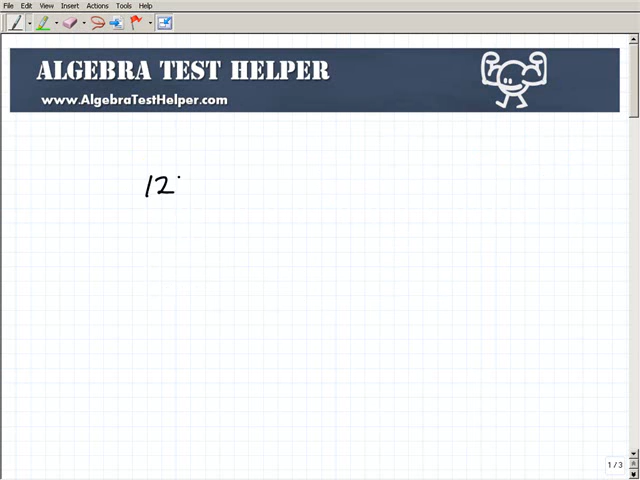 File Edit View Insert Actions Tools Help
ALGEBRA TEST HELPER
www.AlgebraTestHelper.com
12
1 / 3